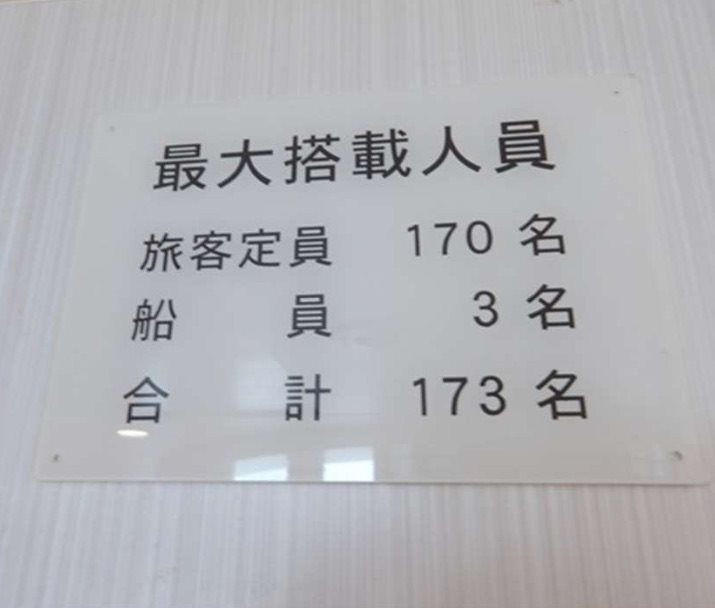 最大搭載人員
旅客定員 170 名
船員 3 名
合計 173 名